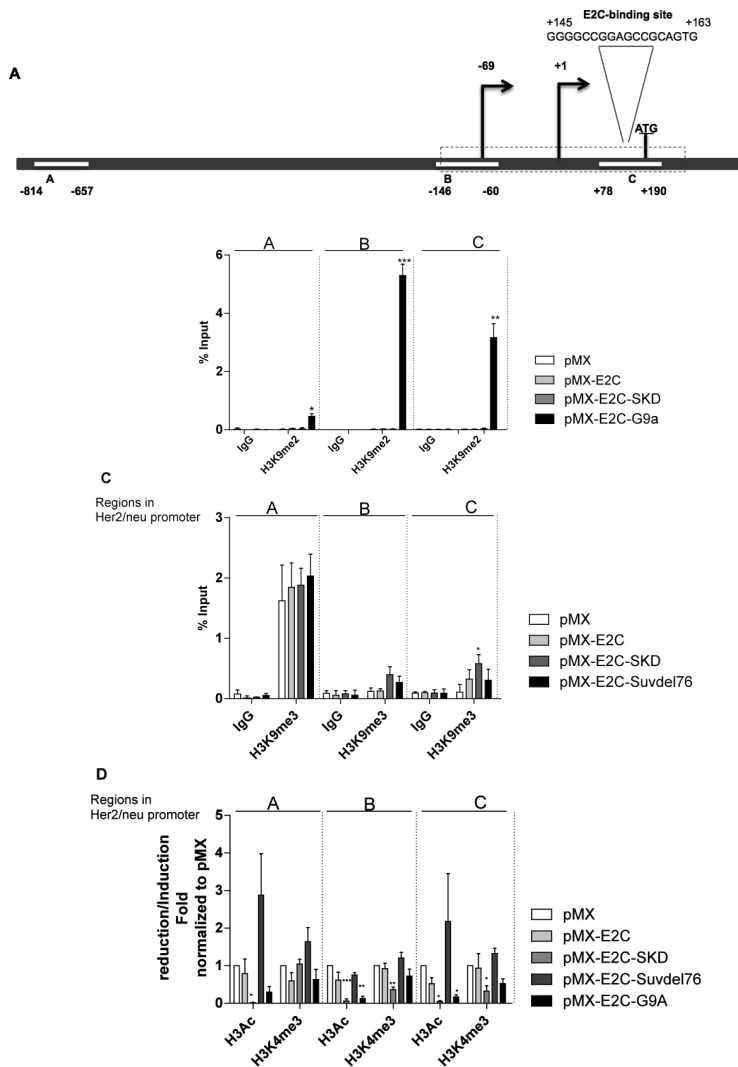 E2C-binding site
+145 +163
GGGGCCGGAGCCGCAGTG
A
-69 +1
ATG
A B C
-814 -657 -146 -60 +78 +190
A B C
6
4
2
0
% Input
*
***
**
IgG H3K9me2 IgG H3K9me2 IgG H3K9me2
pMX
pMX-E2C
pMX-E2C-SKD
pMX-E2C-G9a
C
Regions in
Her2/neu promoter
A B C
3
2
1
0
% Input
*
IgG H3K9me3 IgG H3K9me3 IgG H3K9me3
pMX
pMX-E2C
pMX-E2C-SKD
pMX-E2C-Suvdel76
D
Regions in
Her2/neu promoter
A B C
5
4
3
2
1
0
reduction/Induction
Fold
normalized to pMX
* *** ** ** * * *
H3Ac H3K4me3 H3Ac H3K4me3 H3Ac H3K4me3
pMX
pMX-E2C
pMX-E2C-SKD
pMX-E2C-Suvdel76
pMX-E2C-G9A